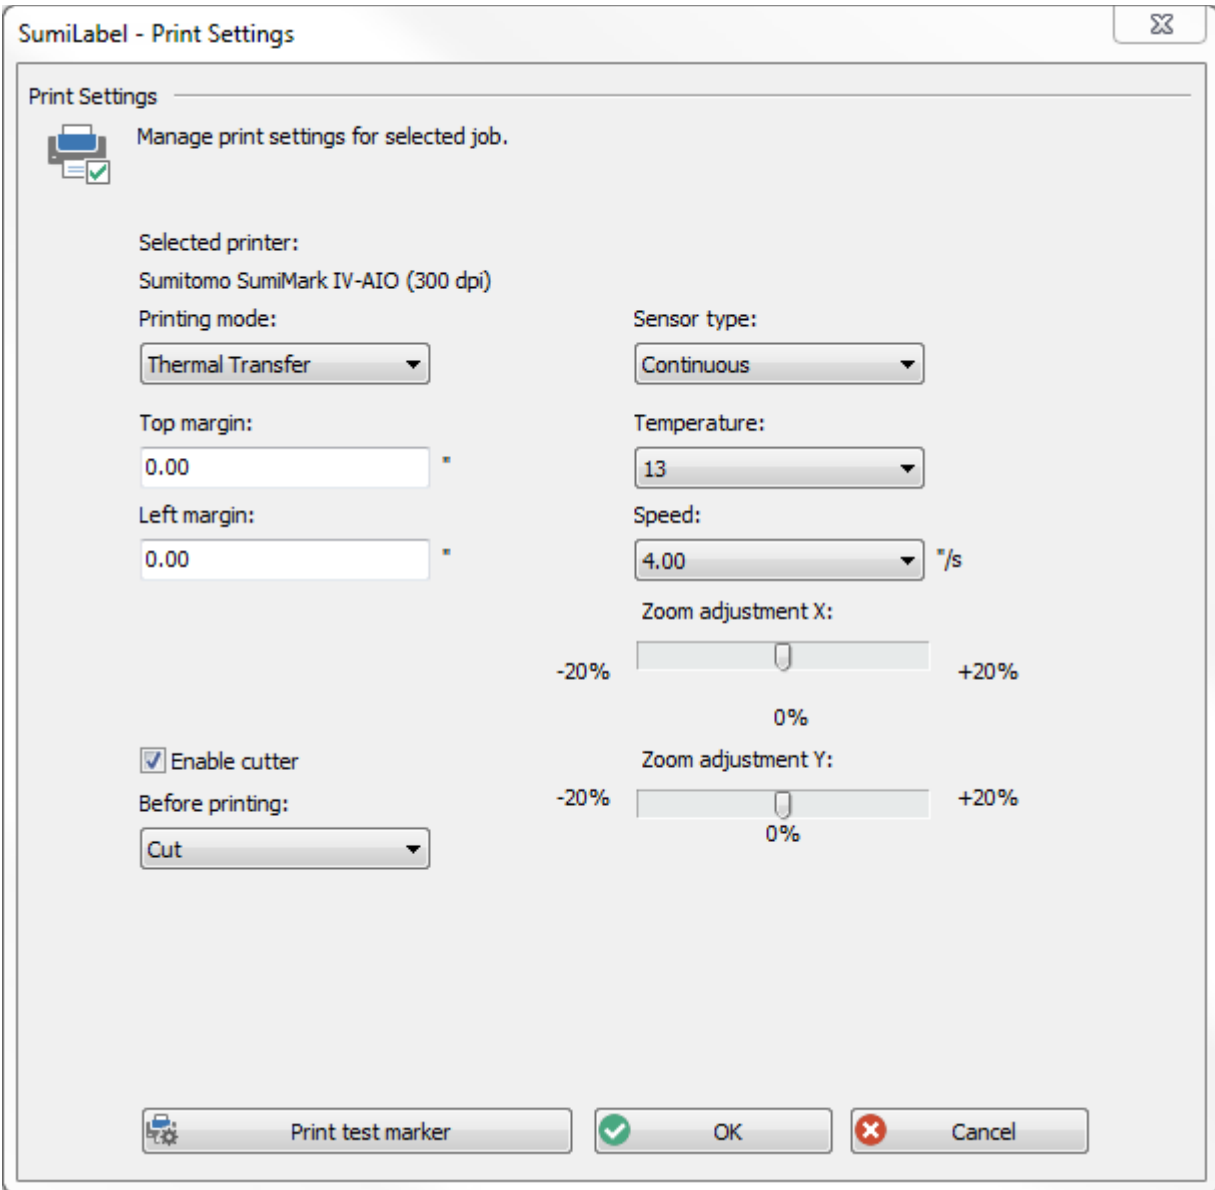 SumiLabel - Print Settings
Print Settings
Manage print settings for selected job.
Selected printer:
Sumitomo SumiMark IV-AIO (300 dpi)
Printing mode:
Sensor type:
Thermal Transfer
Continuous
Top margin:
Temperature:
0.00 "
13
Left margin:
Speed:
0.00 "
4.00 "/s
Zoom adjustment X:
-20% +20%
0%
Enable cutter
Zoom adjustment Y:
Before printing:
-20% +20%
0%
Cut
Print test marker
OK
Cancel